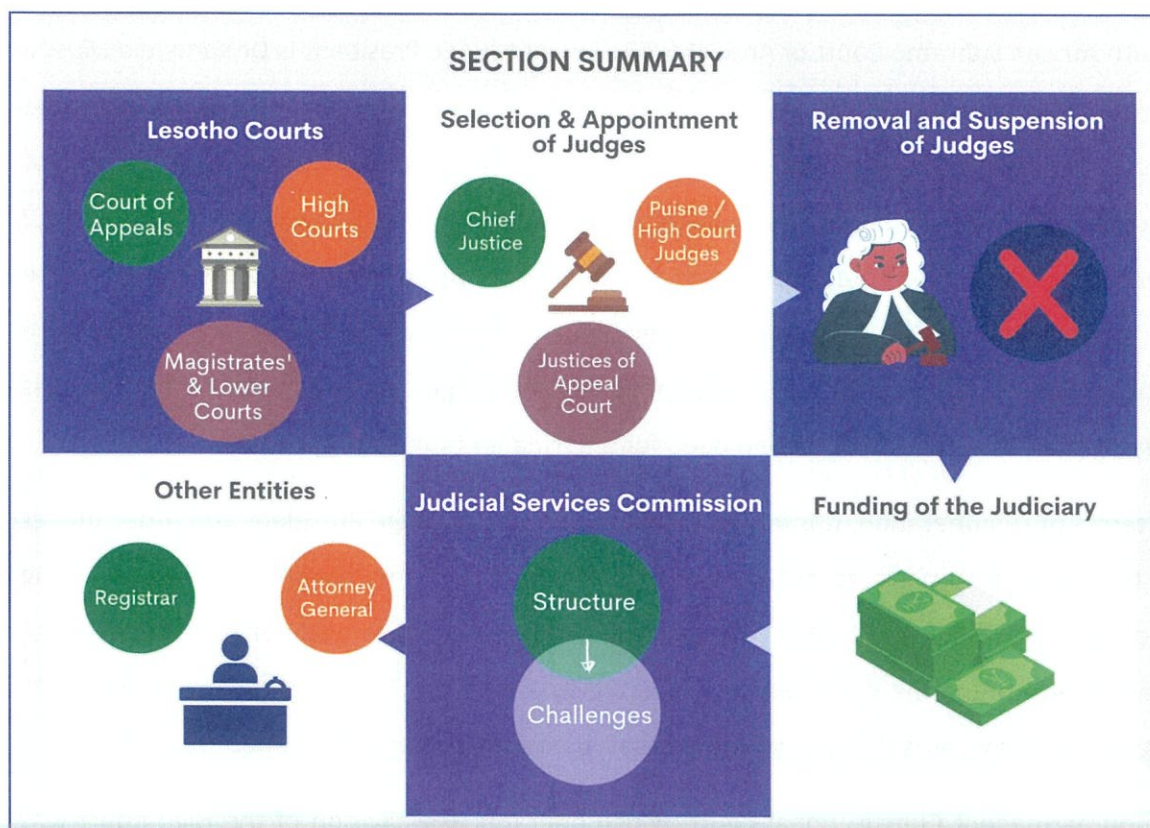 SECTION SUMMARY
Lesotho Courts
Court of
Appeals
High
Courts
Magistrates'
& Lower
Courts
Selection & Appointment
of Judges
Chief
Justice
Puisne /
High Court
Judges
Justices of
Appeal
Court
Removal and Suspension
of Judges
Funding of the Judiciary
Judicial Services Commission
Structure
Challenges
Other Entities
Registrar
Attorney
General